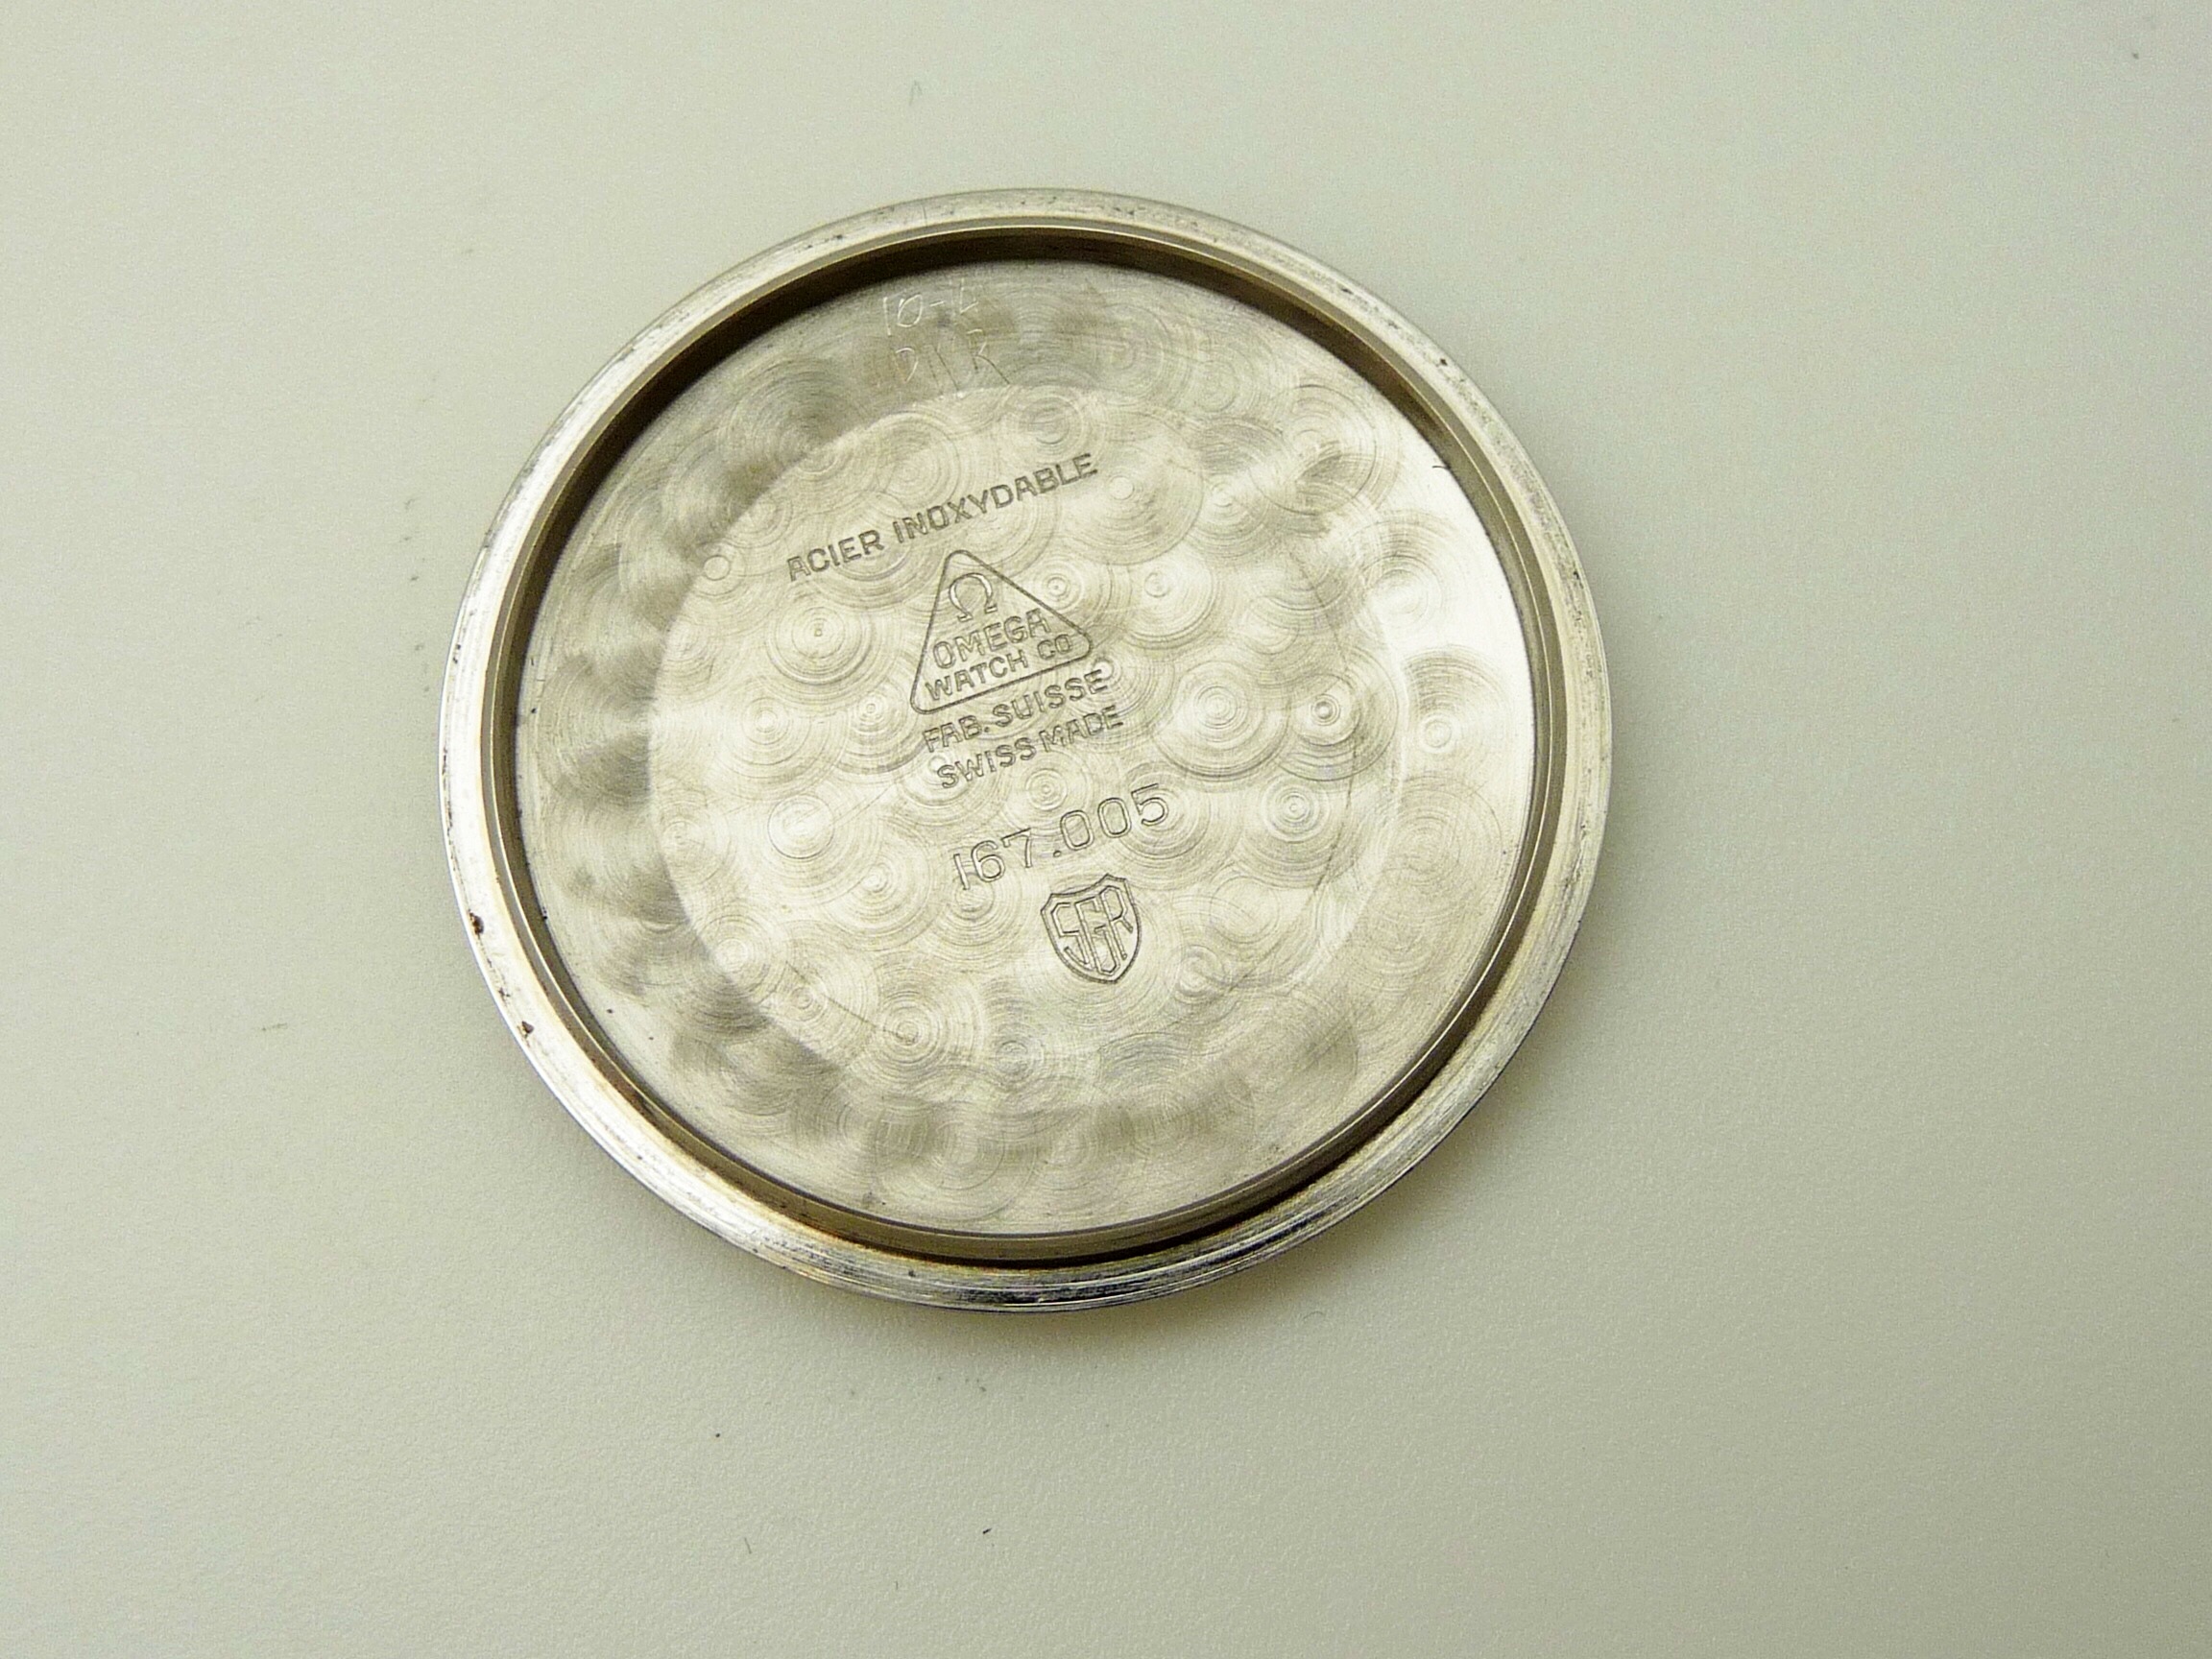 ACIER INOXYDABLE
Ω
OMEGA
WATCH CO
FAB. SUISSE
SWISS MADE
167.005
SGR